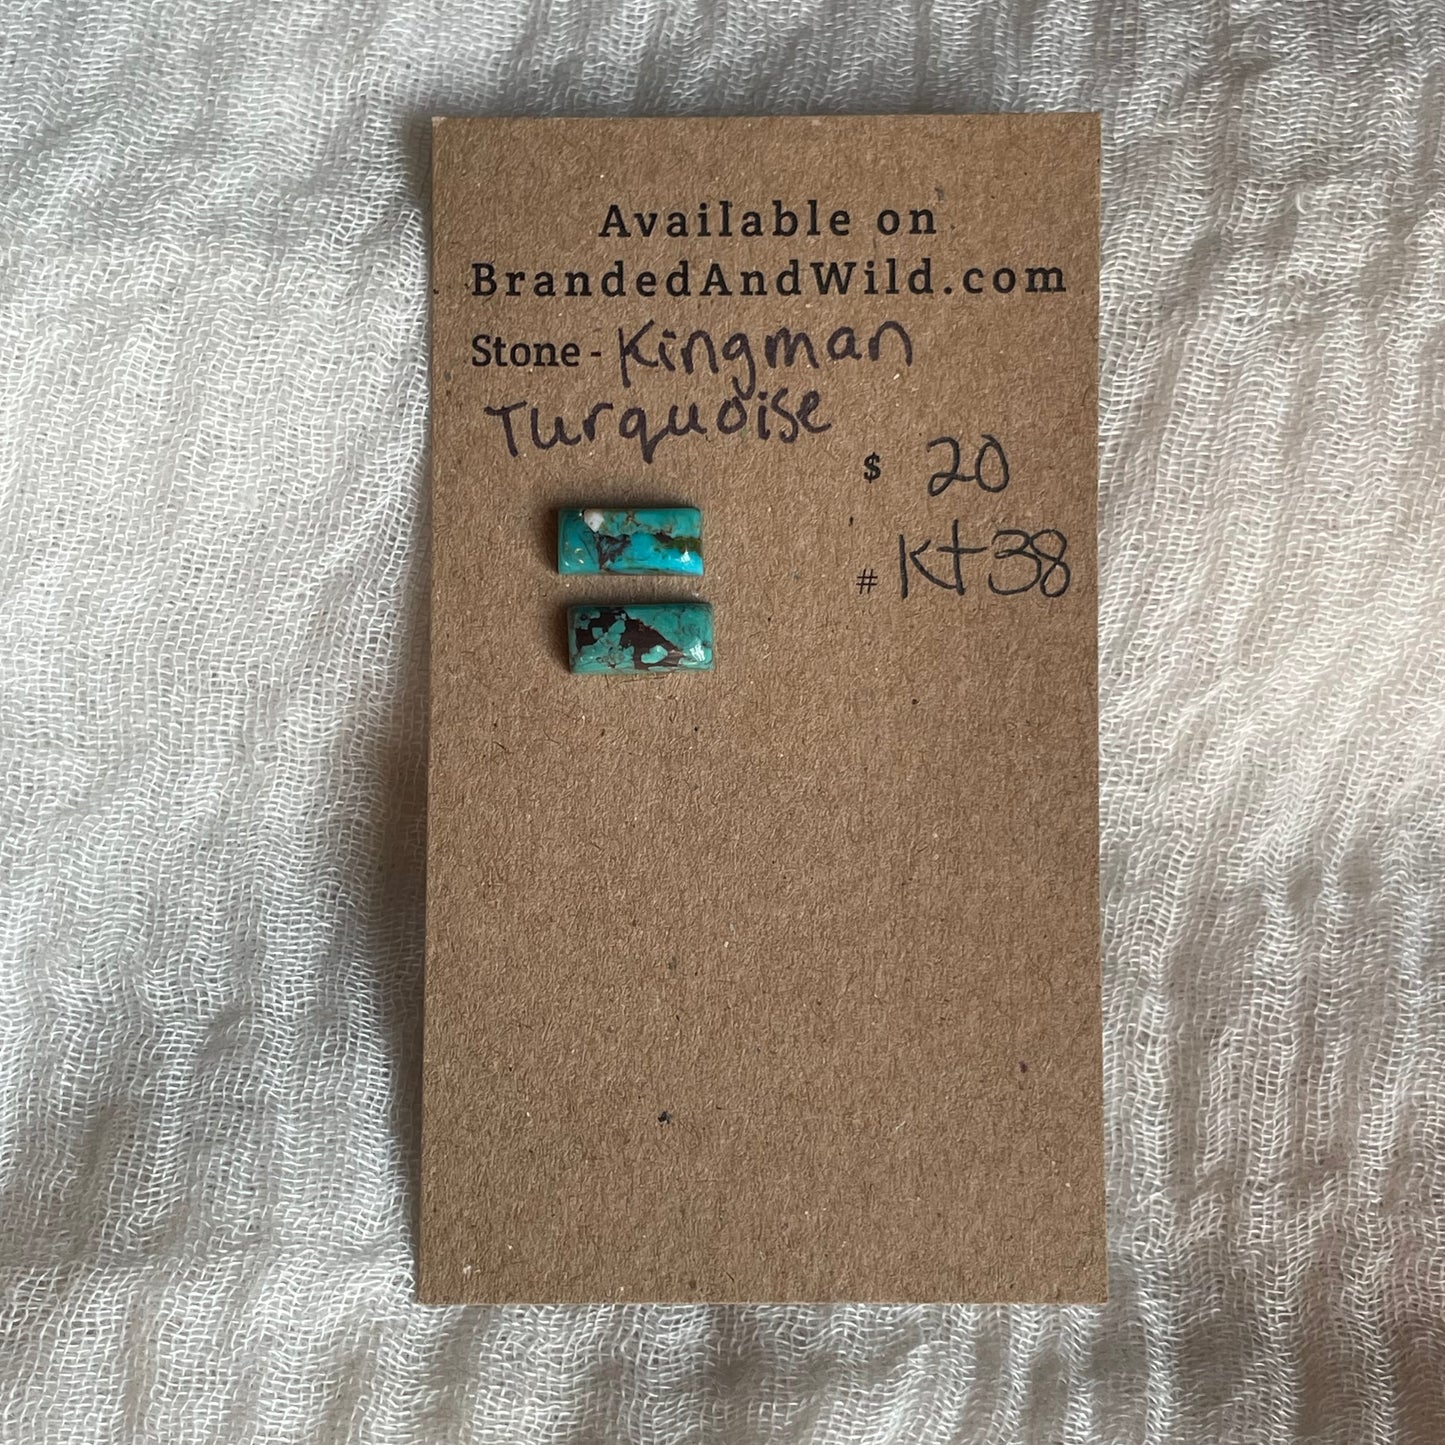 Available on
BrandedAndWild.com
Stone - Kingman
Turquoise
$ 20
# Kt38